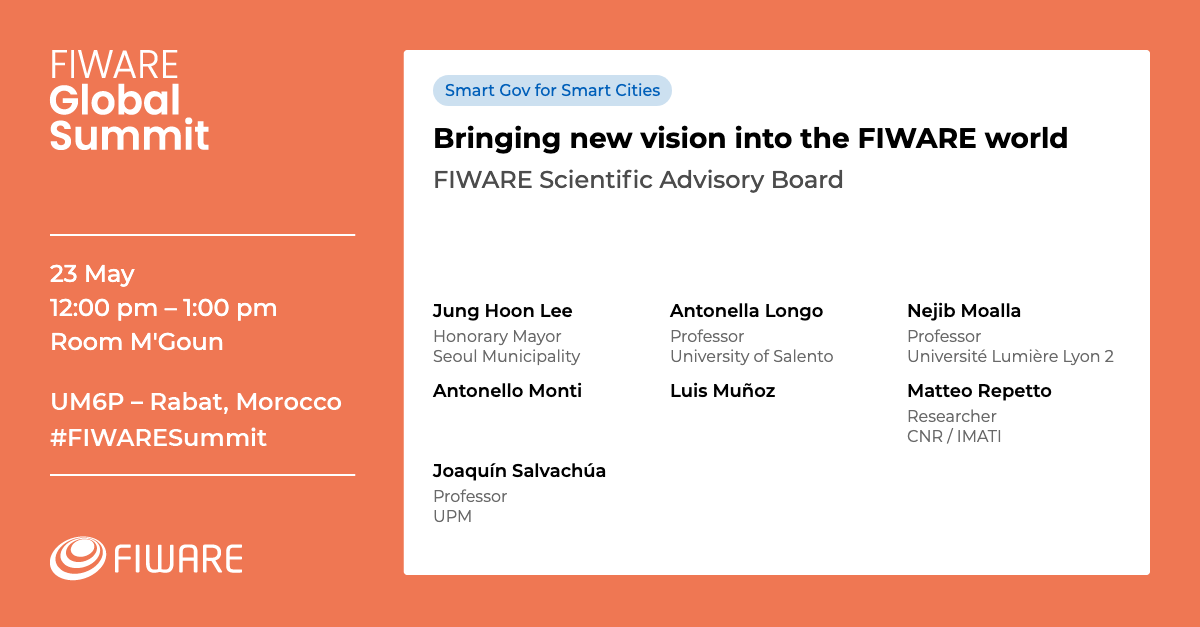 FIWARE
Global
Summit
23 May
12:00 pm – 1:00 pm
Room M'Goun
UM6P – Rabat, Morocco
#FIWARESummit
FIWARE
Smart Gov for Smart Cities
Bringing new vision into the FIWARE world
FIWARE Scientific Advisory Board
Jung Hoon Lee
Honorary Mayor
Seoul Municipality
Antonella Longo
Professor
University of Salento
Nejib Moalla
Professor
Université Lumière Lyon 2
Antonello Monti
Luis Muñoz
Matteo Repetto
Researcher
CNR / IMATI
Joaquín Salvachúa
Professor
UPM